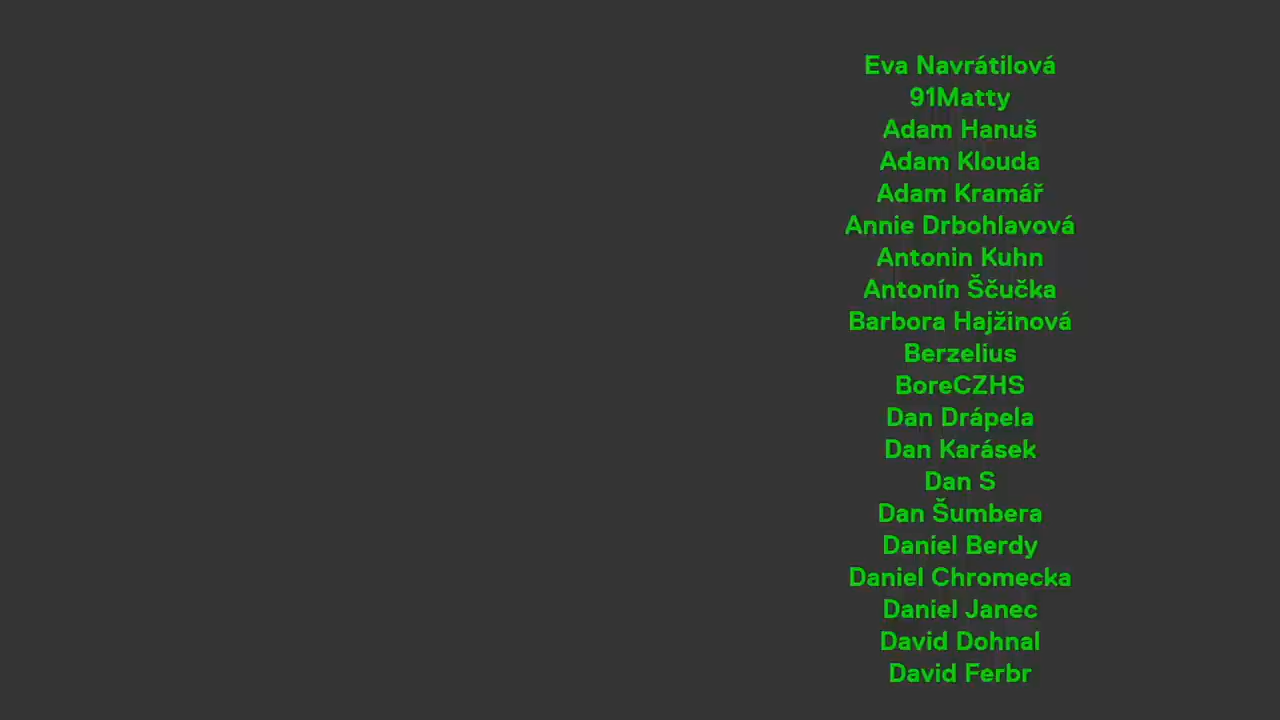 Eva Navrátilová
91Matty
Adam Hanuš
Adam Klouda
Adam Kramář
Annie Drbohlavová
Antonin Kuhn
Antonín Ščučka
Barbora Hajžinová
Berzelius
BoreCZHS
Dan Drápela
Dan Karásek
Dan S
Dan Šumbera
Daniel Berdy
Daniel Chromecka
Daniel Janec
David Dohnal
David Ferbr